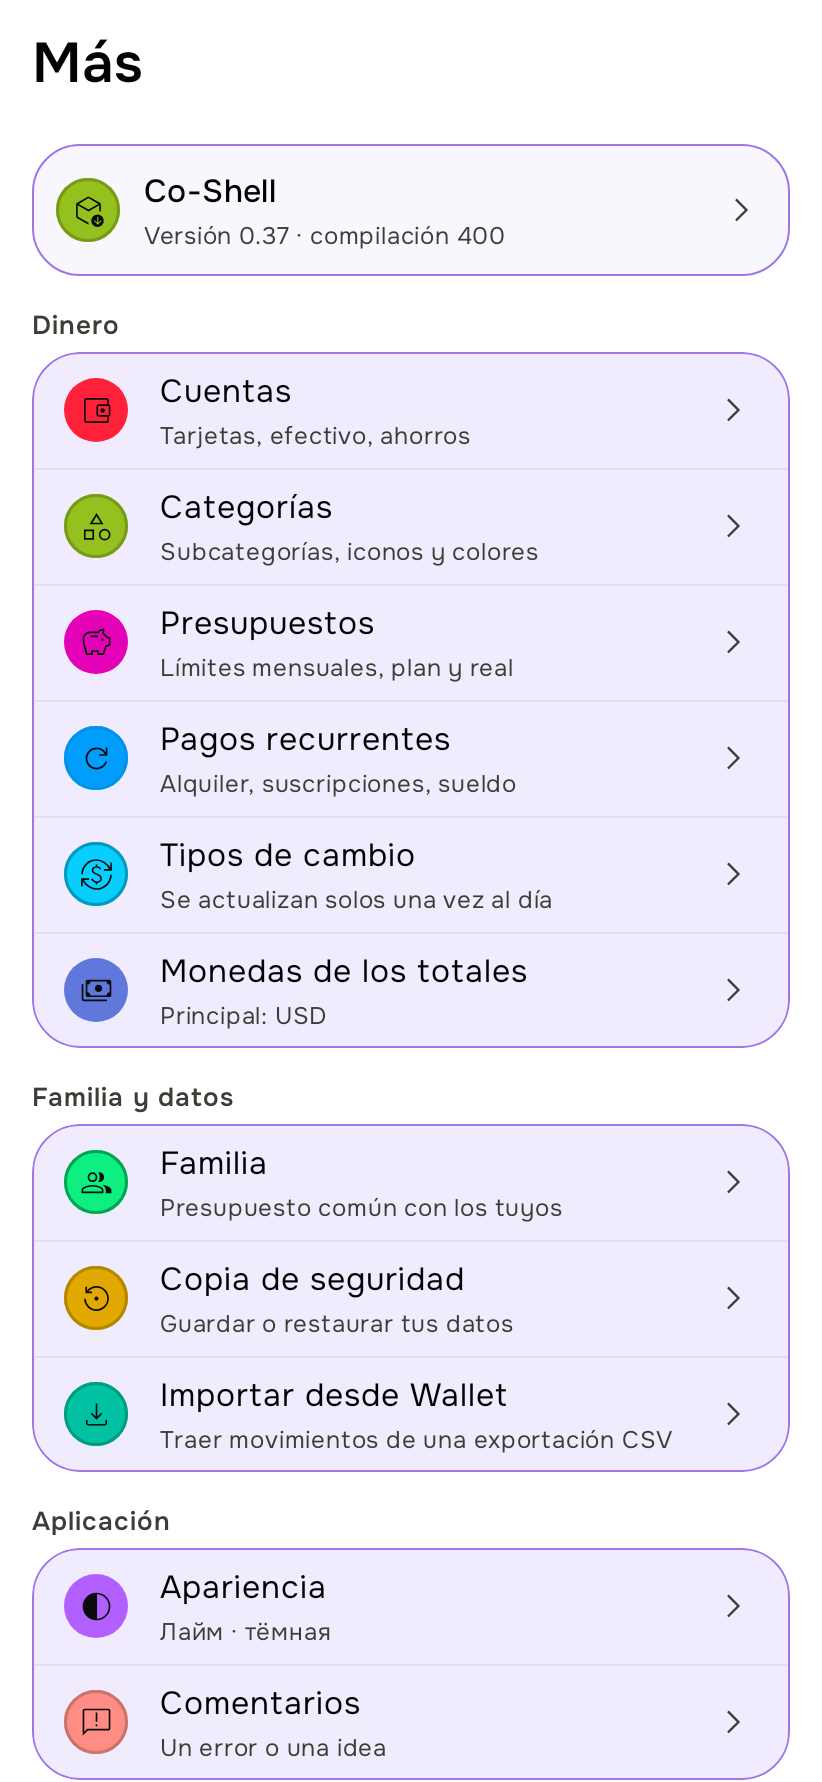 Más
Co-Shell
Versión 0.37 · compilación 400
Dinero
Cuentas
Tarjetas, efectivo, ahorros
Categorías
Subcategorías, iconos y colores
Presupuestos
Límites mensuales, plan y real
Pagos recurrentes
Alquiler, suscripciones, sueldo
Tipos de cambio
Se actualizan solos una vez al día
Monedas de los totales
Principal: USD
Familia y datos
Familia
Presupuesto común con los tuyos
Copia de seguridad
Guardar o restaurar tus datos
Importar desde Wallet
Traer movimientos de una exportación CSV
Aplicación
Apariencia
Лайм · тёмная
Comentarios
Un error o una idea